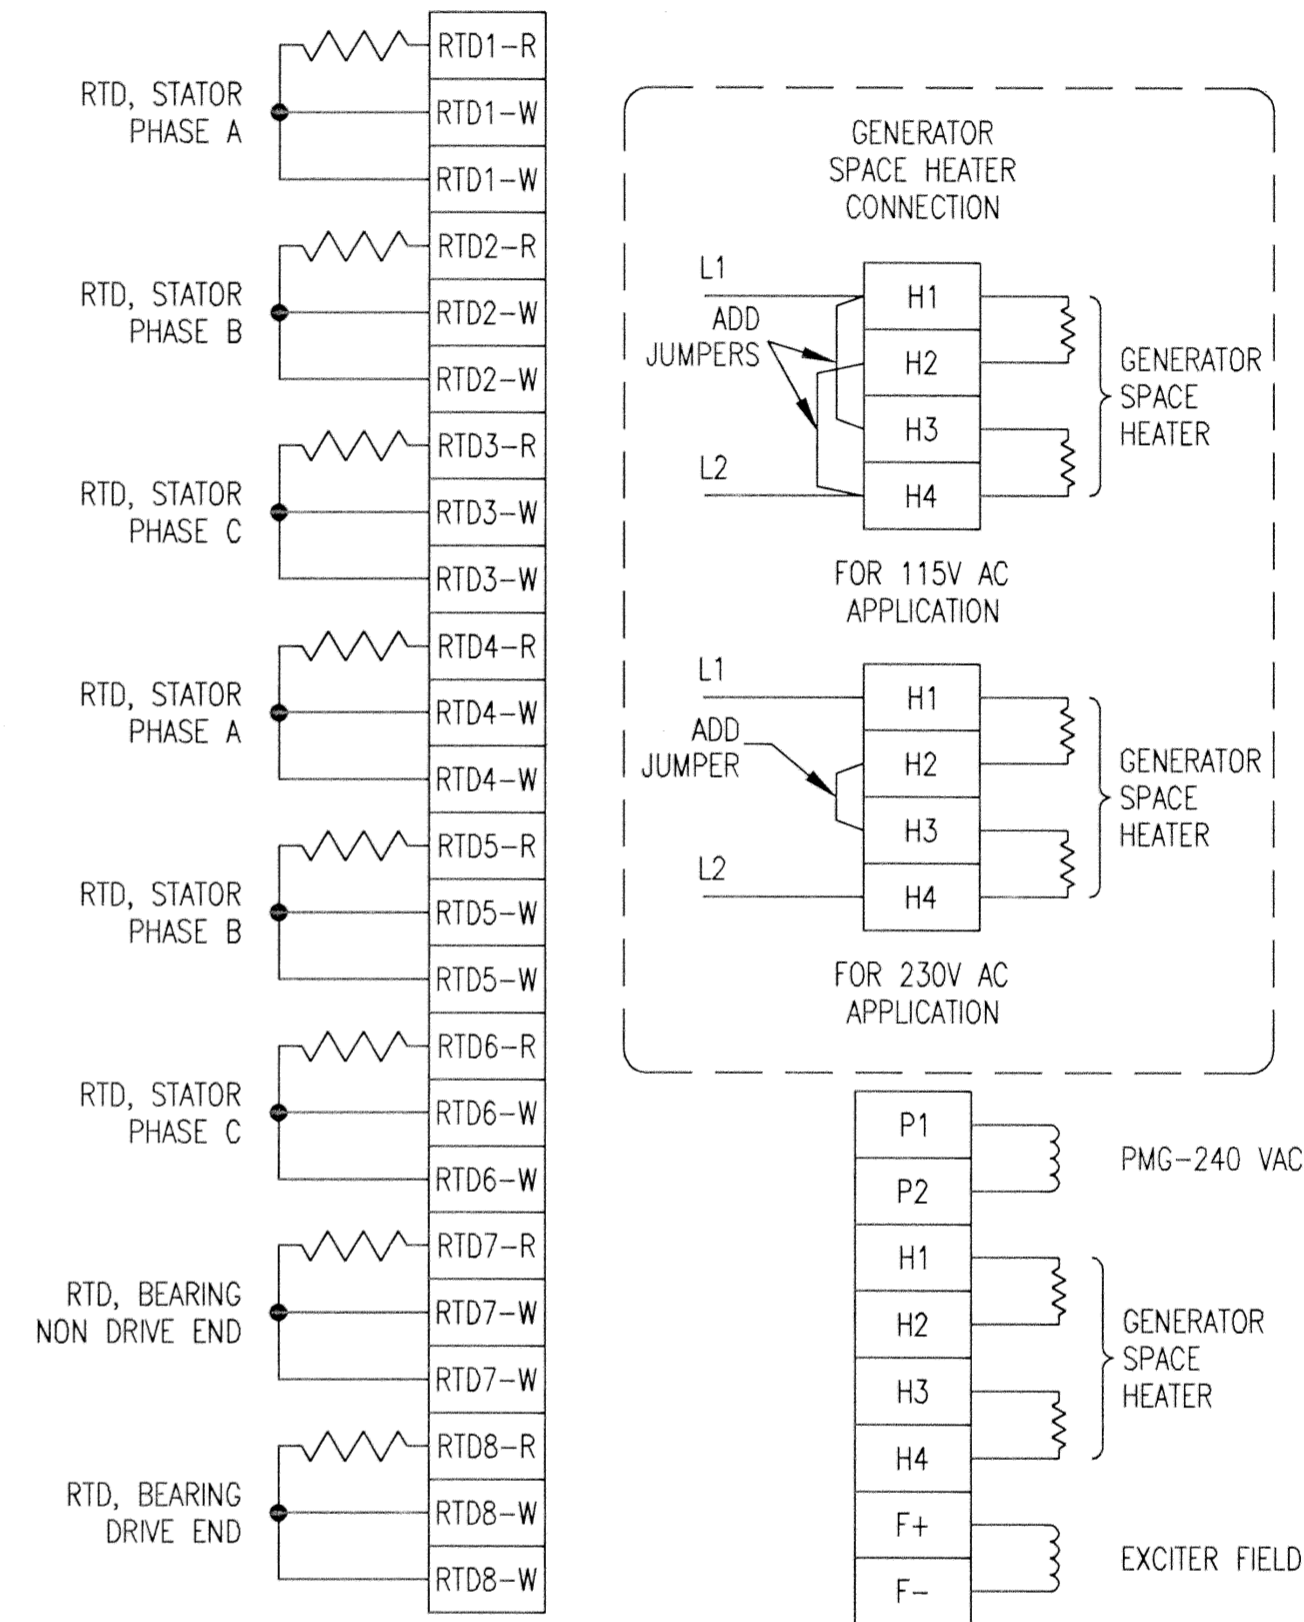 RTD1-R
RTD, STATOR
PHASE A
RTD1-W
RTD1-W
RTD2-R
RTD, STATOR
PHASE B
RTD2-W
RTD2-W
RTD3-R
RTD, STATOR
PHASE C
RTD3-W
RTD3-W
RTD4-R
RTD, STATOR
PHASE A
RTD4-W
RTD4-W
RTD5-R
RTD, STATOR
PHASE B
RTD5-W
RTD5-W
RTD6-R
RTD, STATOR
PHASE C
RTD6-W
RTD6-W
RTD7-R
RTD, BEARING
NON DRIVE END
RTD7-W
RTD7-W
RTD8-R
RTD, BEARING
DRIVE END
RTD8-W
RTD8-W
GENERATOR
SPACE HEATER
CONNECTION
L1
ADD
JUMPERS
L2
H1
H2
H3
H4
GENERATOR
SPACE
HEATER
FOR 115V AC
APPLICATION
L1
ADD
JUMPER
L2
H1
H2
H3
H4
GENERATOR
SPACE
HEATER
FOR 230V AC
APPLICATION
P1
P2
PMG-240 VAC
H1
H2
H3
H4
GENERATOR
SPACE
HEATER
F+
F-
EXCITER FIELD